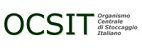 OCSIT
Organismo
Centrale
di Stoccaggio
Italiano